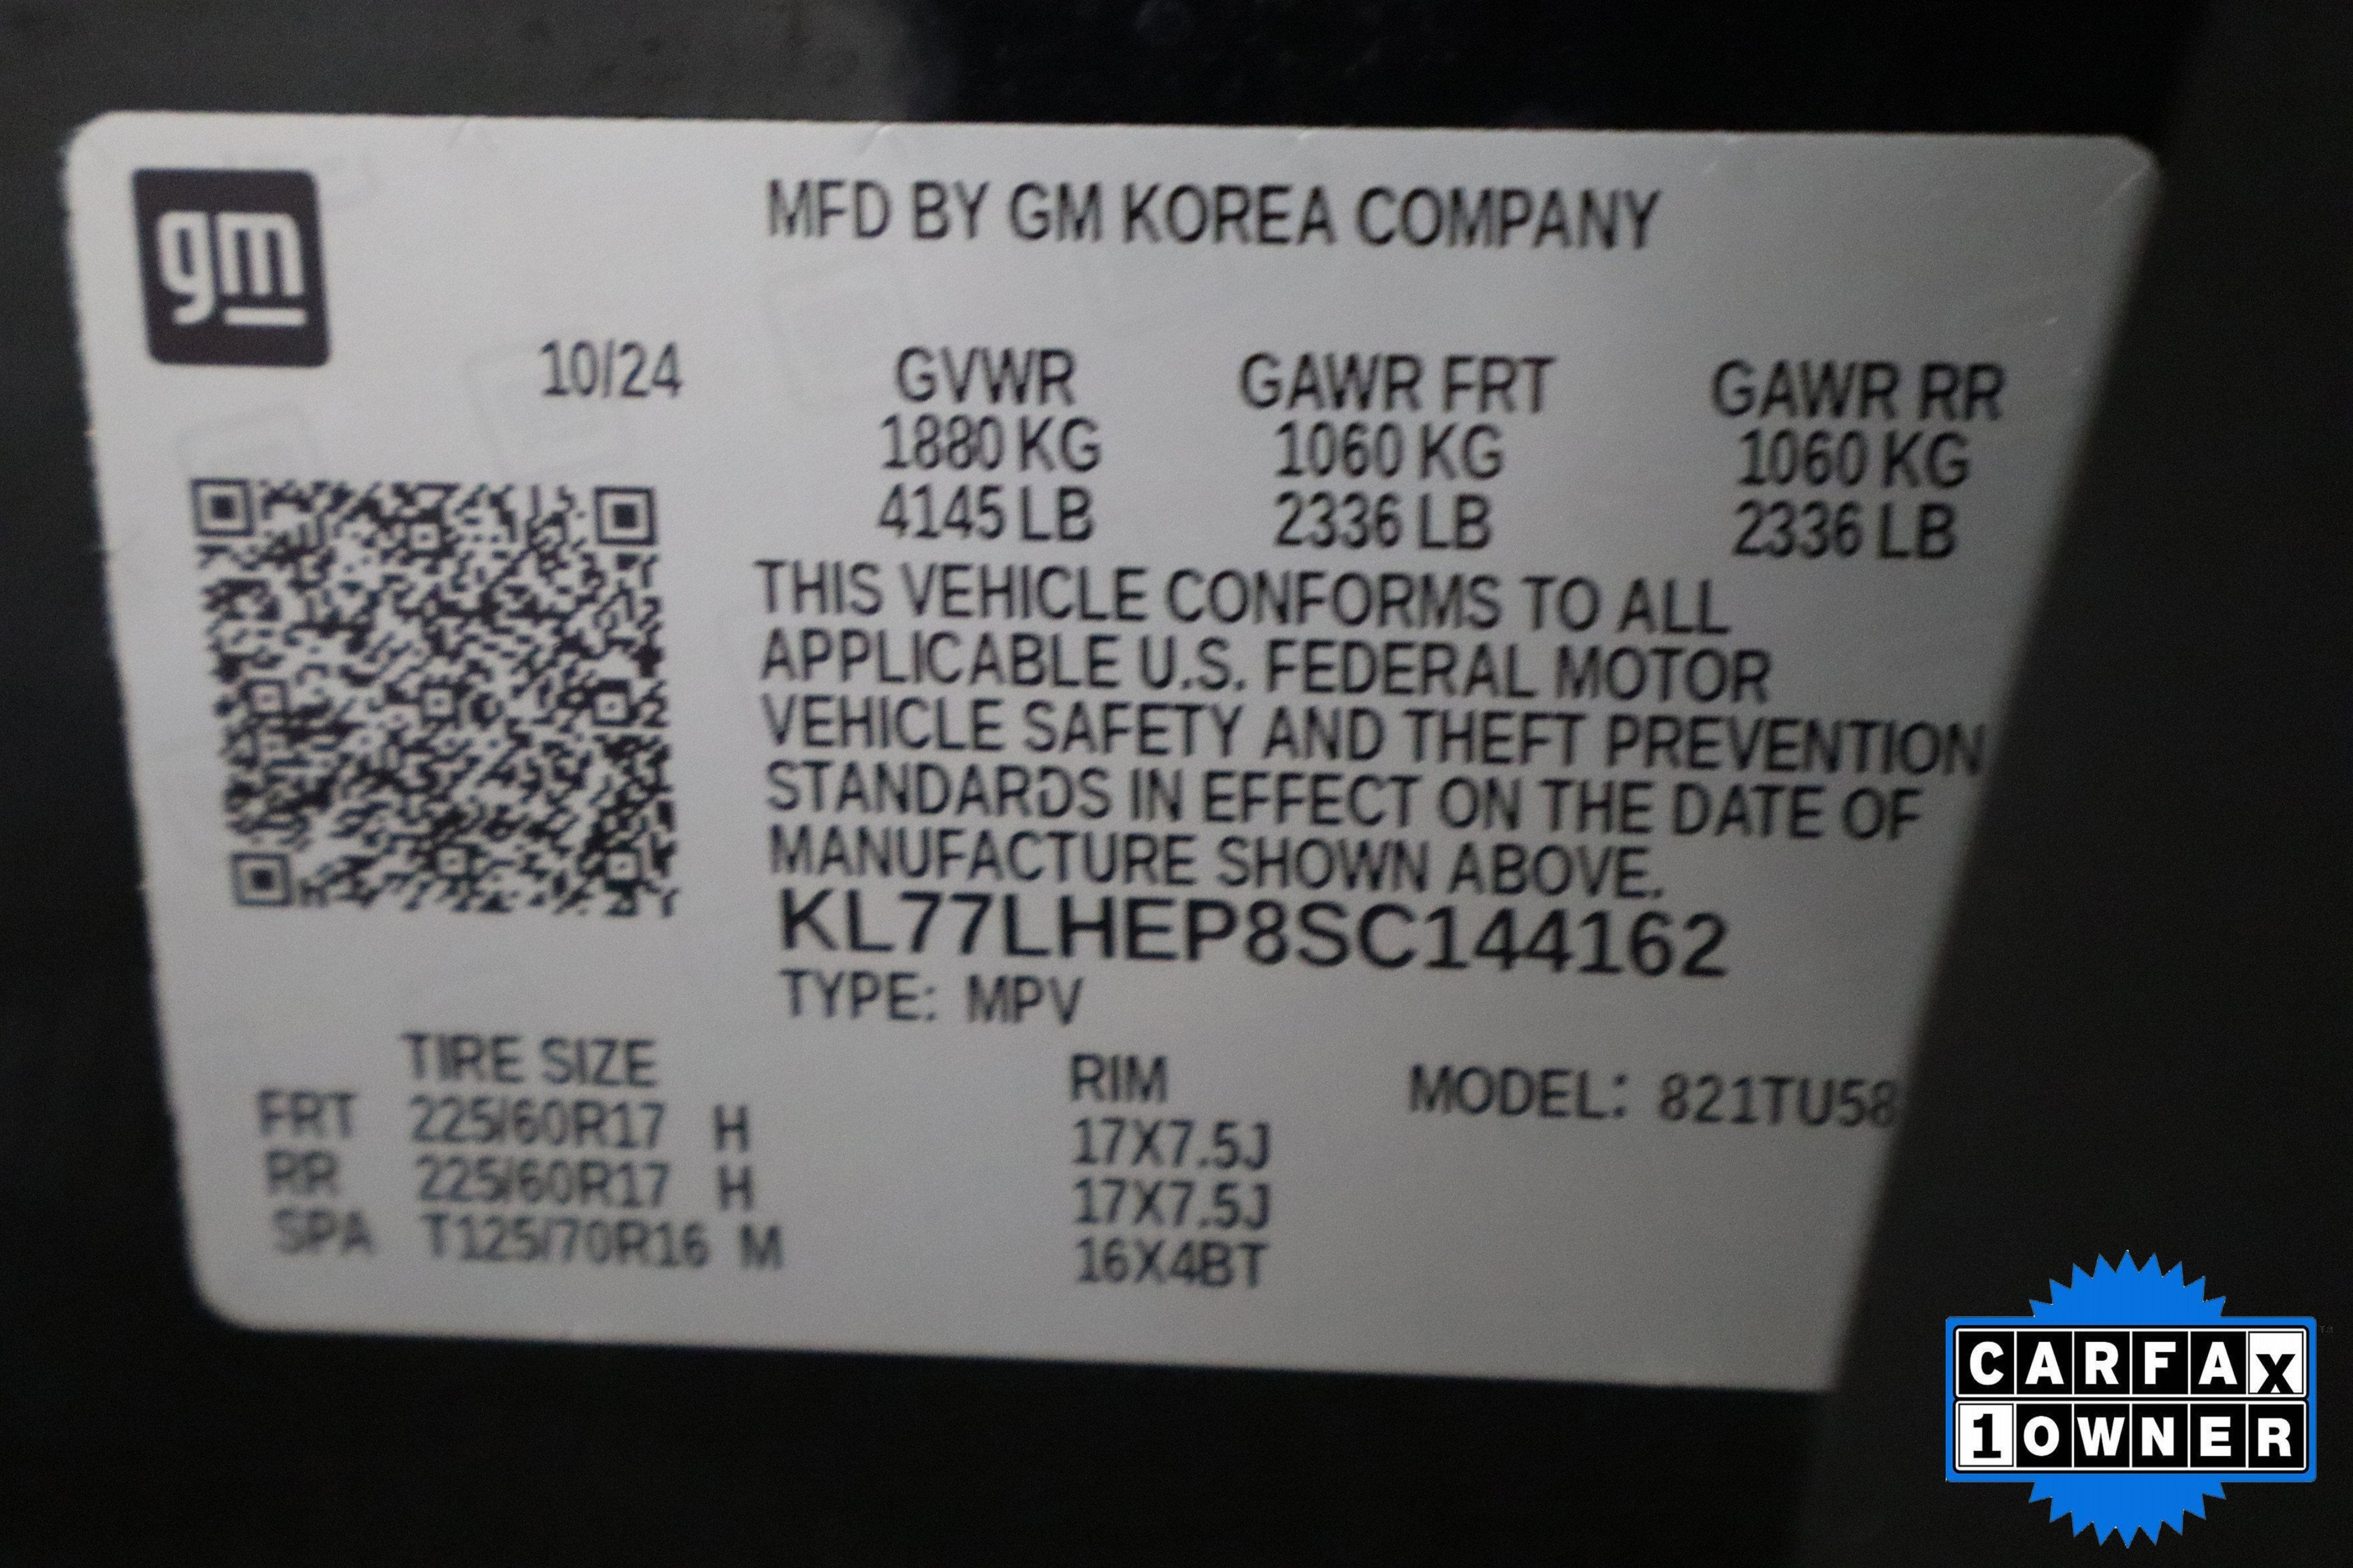 gm
MFD BY GM KOREA COMPANY
10/24 GVWR GAWR FRT GAWR RR
1880 KG 1060 KG 1060 KG
4145 LB 2336 LB 2336 LB
THIS VEHICLE CONFORMS TO ALL
APPLICABLE U.S. FEDERAL MOTOR
VEHICLE SAFETY AND THEFT PREVENTION
STANDARDS IN EFFECT ON THE DATE OF
MANUFACTURE SHOWN ABOVE.
KL77LHEP8SC144162
TYPE: MPV
TIRE SIZE RIM MODEL: 821TU58
FRT 225/60R17 H 17X7.5J
RR 225/60R17 H 17X7.5J
SPA T125/70R16 M 16X4BT
CARFAX
1 OWNER